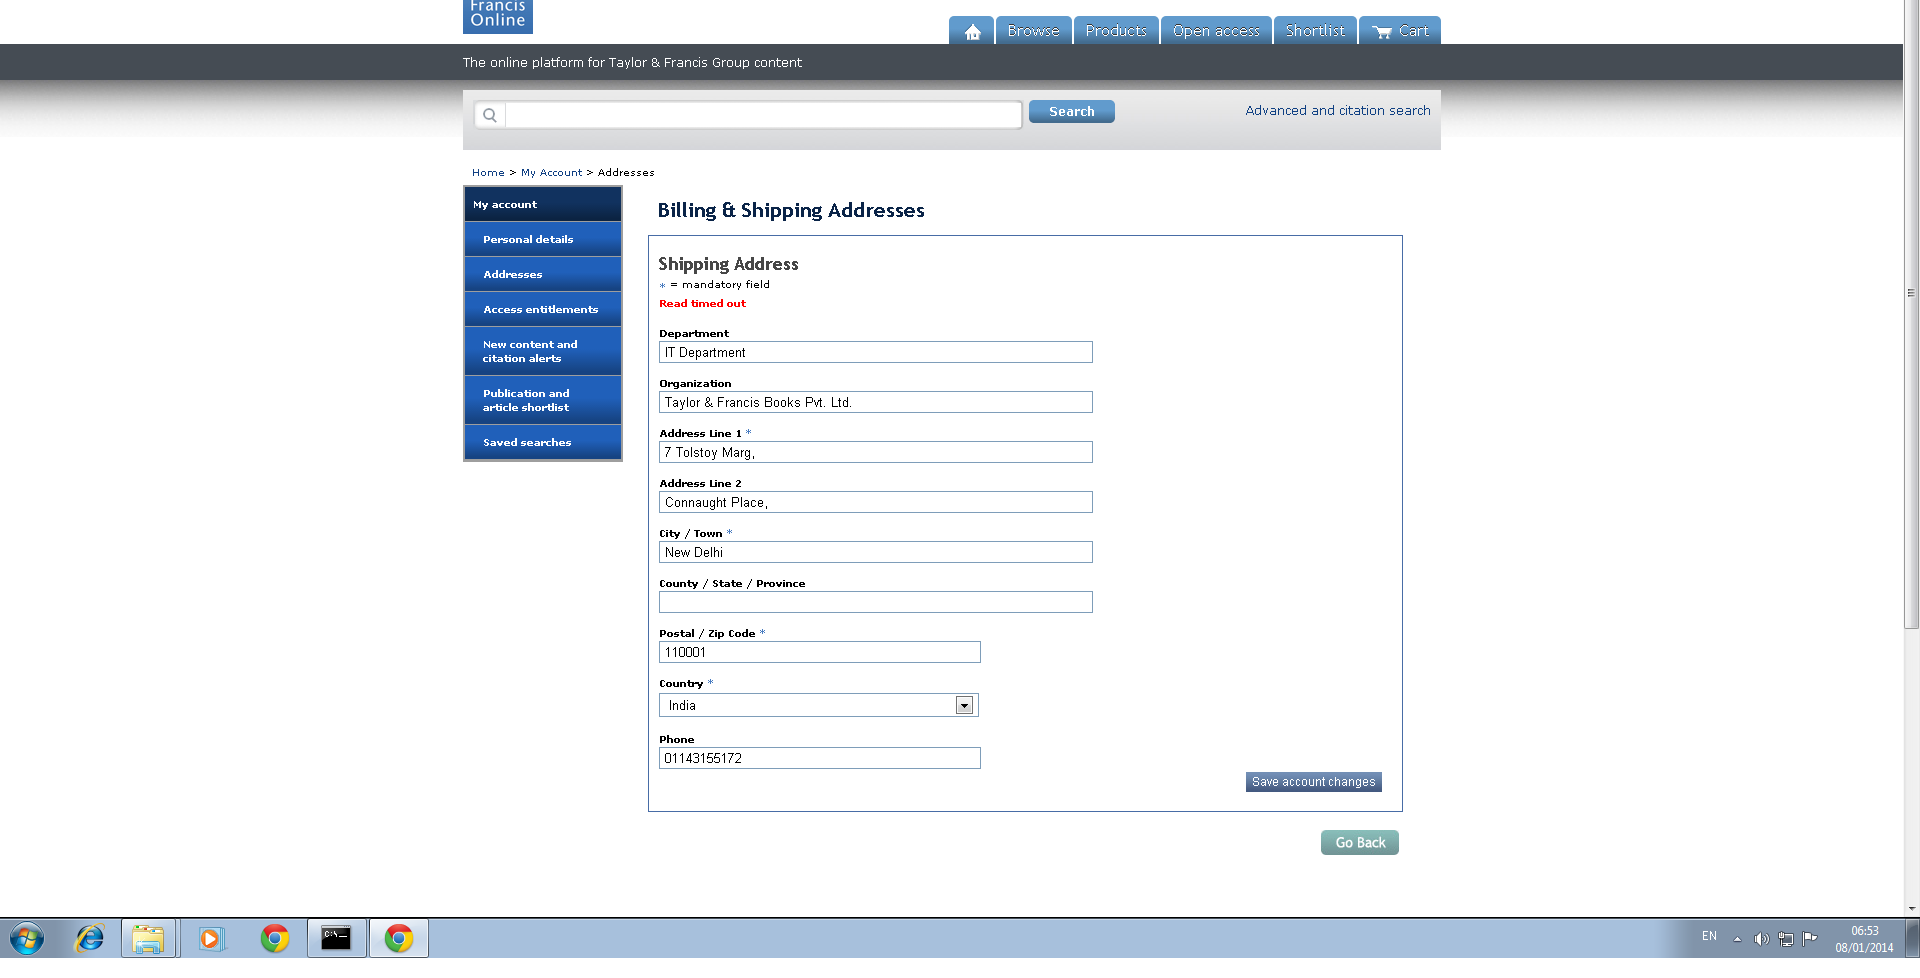 Francis
Online
Browse
Products
Open access
Shortlist
Cart
The online platform for Taylor & Francis Group content
Search
Advanced and citation search
Home > My Account > Addresses
My account
Personal details
Addresses
Access entitlements
New content and
citation alerts
Publication and
article shortlist
Saved searches
Billing & Shipping Addresses
Shipping Address
* = mandatory field
Read timed out
Department
IT Department
Organization
Taylor & Francis Books Pvt. Ltd.
Address Line 1 *
7 Tolstoy Marg,
Address Line 2
Connaught Place,
City / Town *
New Delhi
County / State / Province
Postal / Zip Code *
110001
Country *
India
Phone
01143155172
Save account changes
Go Back
C:\
EN
06:53
08/01/2014